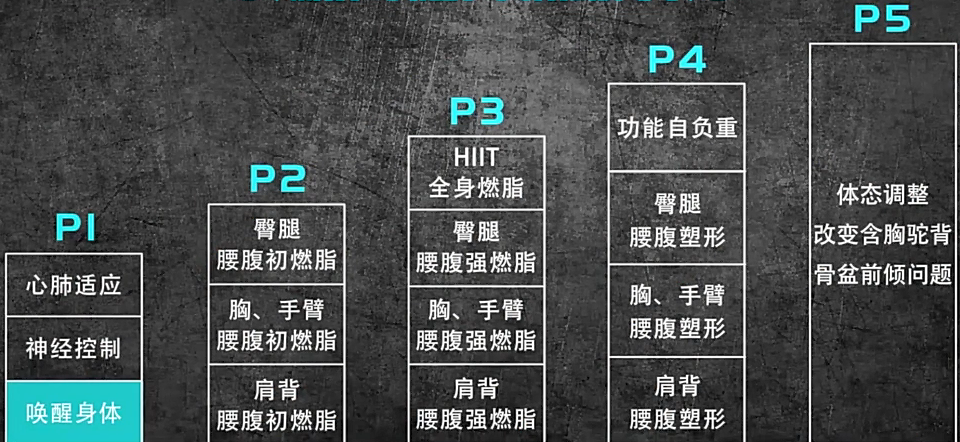 P1
心肺适应
神经控制
唤醒身体
P2
臀腿
腰腹初燃脂
胸、手臂
腰腹初燃脂
肩背
腰腹初燃脂
P3
HIIT
全身燃脂
臀腿
腰腹强燃脂
胸、手臂
腰腹强燃脂
肩背
腰腹强燃脂
P4
功能自负重
臀腿
腰腹塑形
胸、手臂
腰腹塑形
肩背
腰腹塑形
P5
体态调整
改变含胸驼背
骨盆前倾问题